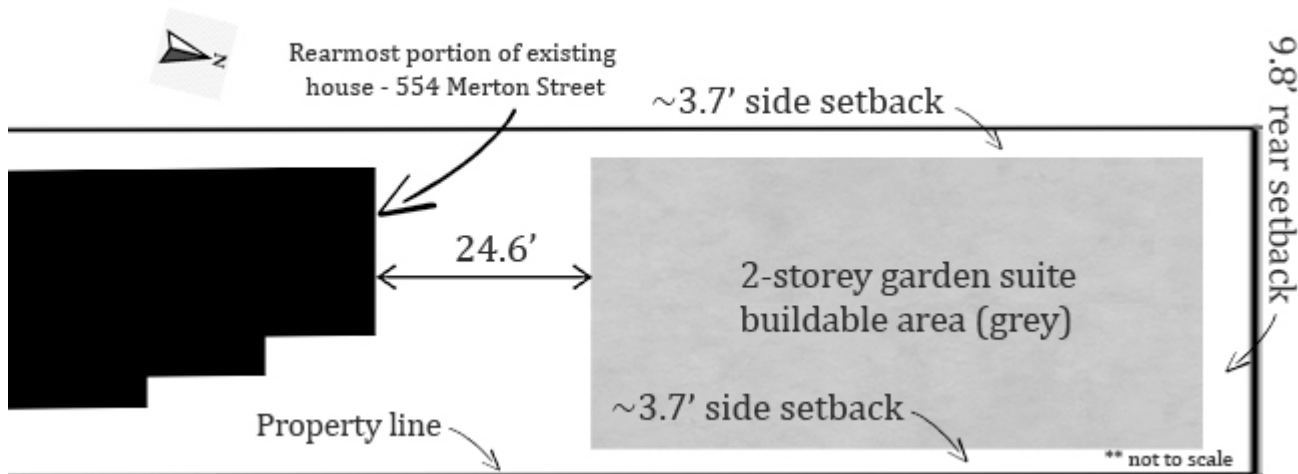 N
Rearmost portion of existing
house - 554 Merton Street
~3.7’ side setback
9.8’ rear setback
24.6’
2-storey garden suite
buildable area (grey)
~3.7’ side setback
Property line
** not to scale